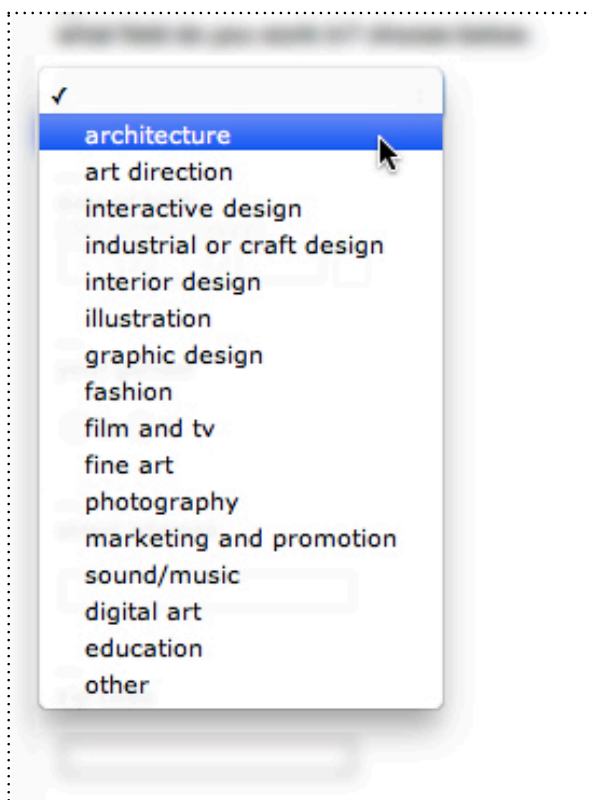 ✓
architecture
art direction
interactive design
industrial or craft design
interior design
illustration
graphic design
fashion
film and tv
fine art
photography
marketing and promotion
sound/music
digital art
education
other